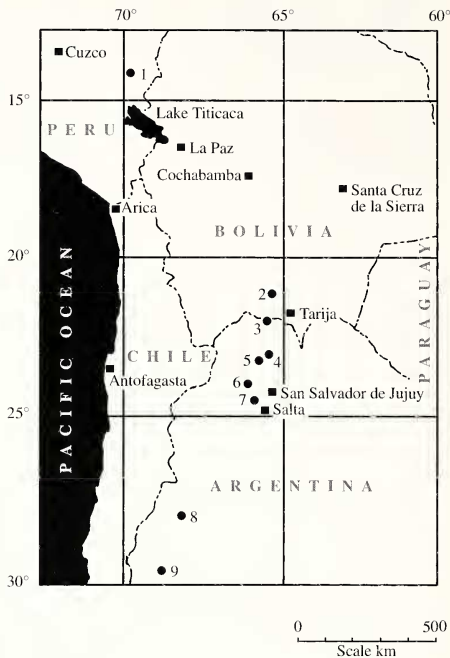 70° 65° 60°
Cuzco
1
15°
Lake Titicaca
PERU
La Paz
Cochabamba
Santa Cruz
de la Sierra
Arica
BOLIVIA
20°
PACIFIC OCEAN
PARAGUAY
2
Tarija
3
CHILE
5 4
Antofagasta
6
San Salvador de Jujuy
7
Salta
25°
ARGENTINA
8
9
30°
0 500
Scale km